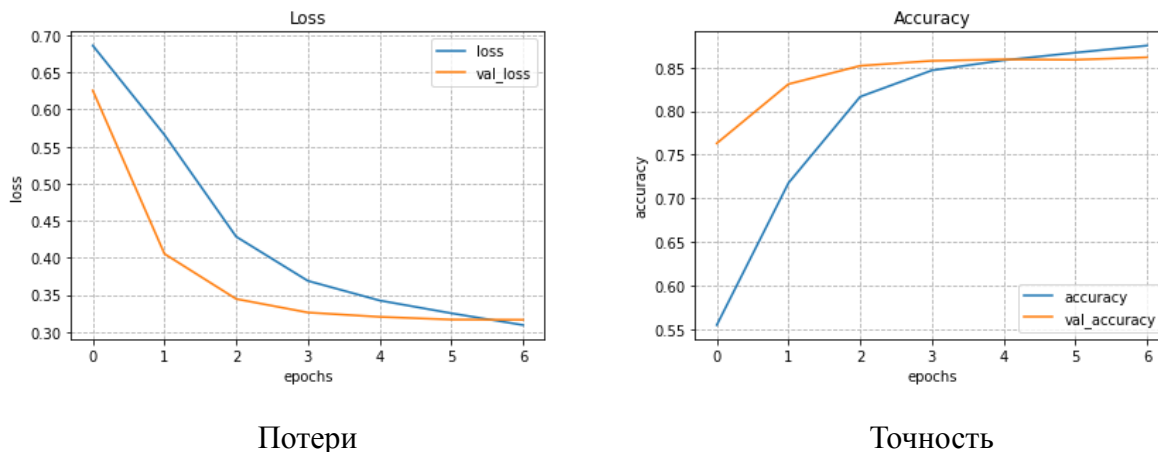 Loss
0.70
0.65
0.60
0.55
0.50
0.45
0.40
0.35
0.30
loss
loss
val_loss
0 1 2 3 4 5 6
epochs
Потери
Accuracy
0.85
0.80
0.75
0.70
0.65
0.60
0.55
accuracy
accuracy
val_accuracy
0 1 2 3 4 5 6
epochs
Точность